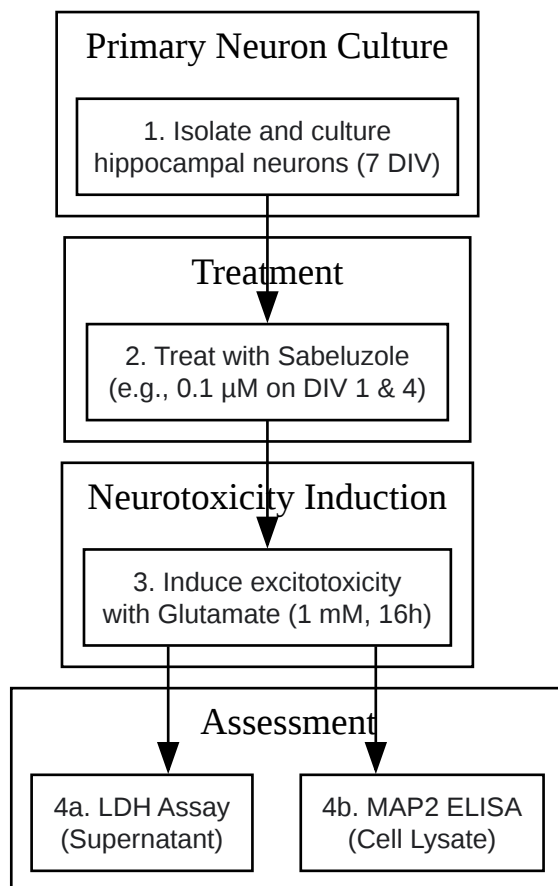 Primary Neuron Culture
1. Isolate and culture
hippocampal neurons (7 DIV)
Treatment
2. Treat with Sabeluzole
(e.g., 0.1 µM on DIV 1 & 4)
Neurotoxicity Induction
3. Induce excitotoxicity
with Glutamate (1 mM, 16h)
Assessment
4a. LDH Assay
(Supernatant)
4b. MAP2 ELISA
(Cell Lysate)